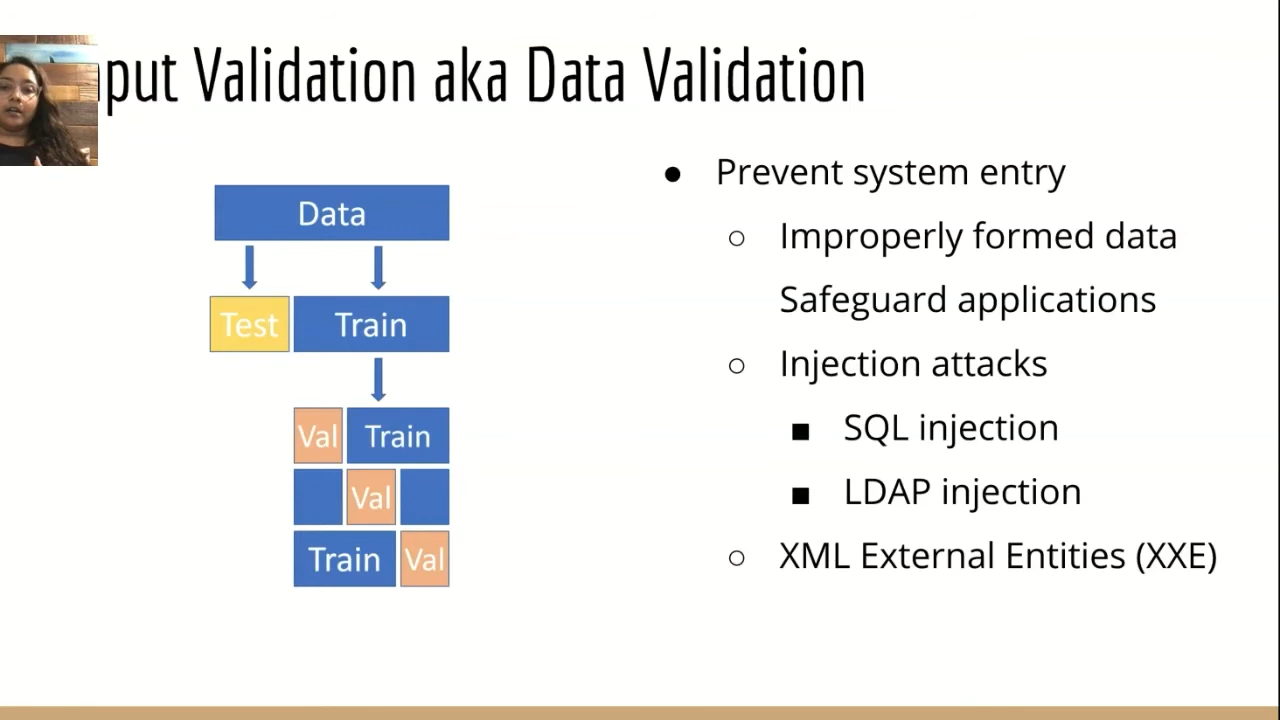 put Validation aka Data Validation
Data
Test Train
Val Train
Val
Train Val
● Prevent system entry
○ Improperly formed data
Safeguard applications
○ Injection attacks
■ SQL injection
■ LDAP injection
○ XML External Entities (XXE)